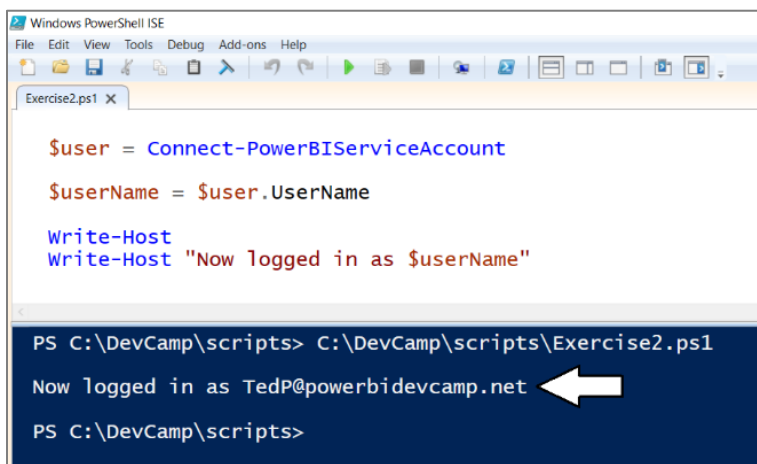 Windows PowerShell ISE
File Edit View Tools Debug Add-ons Help
Exercise2.ps1 X
$user = Connect-PowerBIServiceAccount
$userName = $user.UserName
Write-Host
Write-Host "Now logged in as $userName"
PS C:\DevCamp\scripts> C:\DevCamp\scripts\Exercise2.ps1
Now logged in as TedP@powerbidevcamp.net
PS C:\DevCamp\scripts>